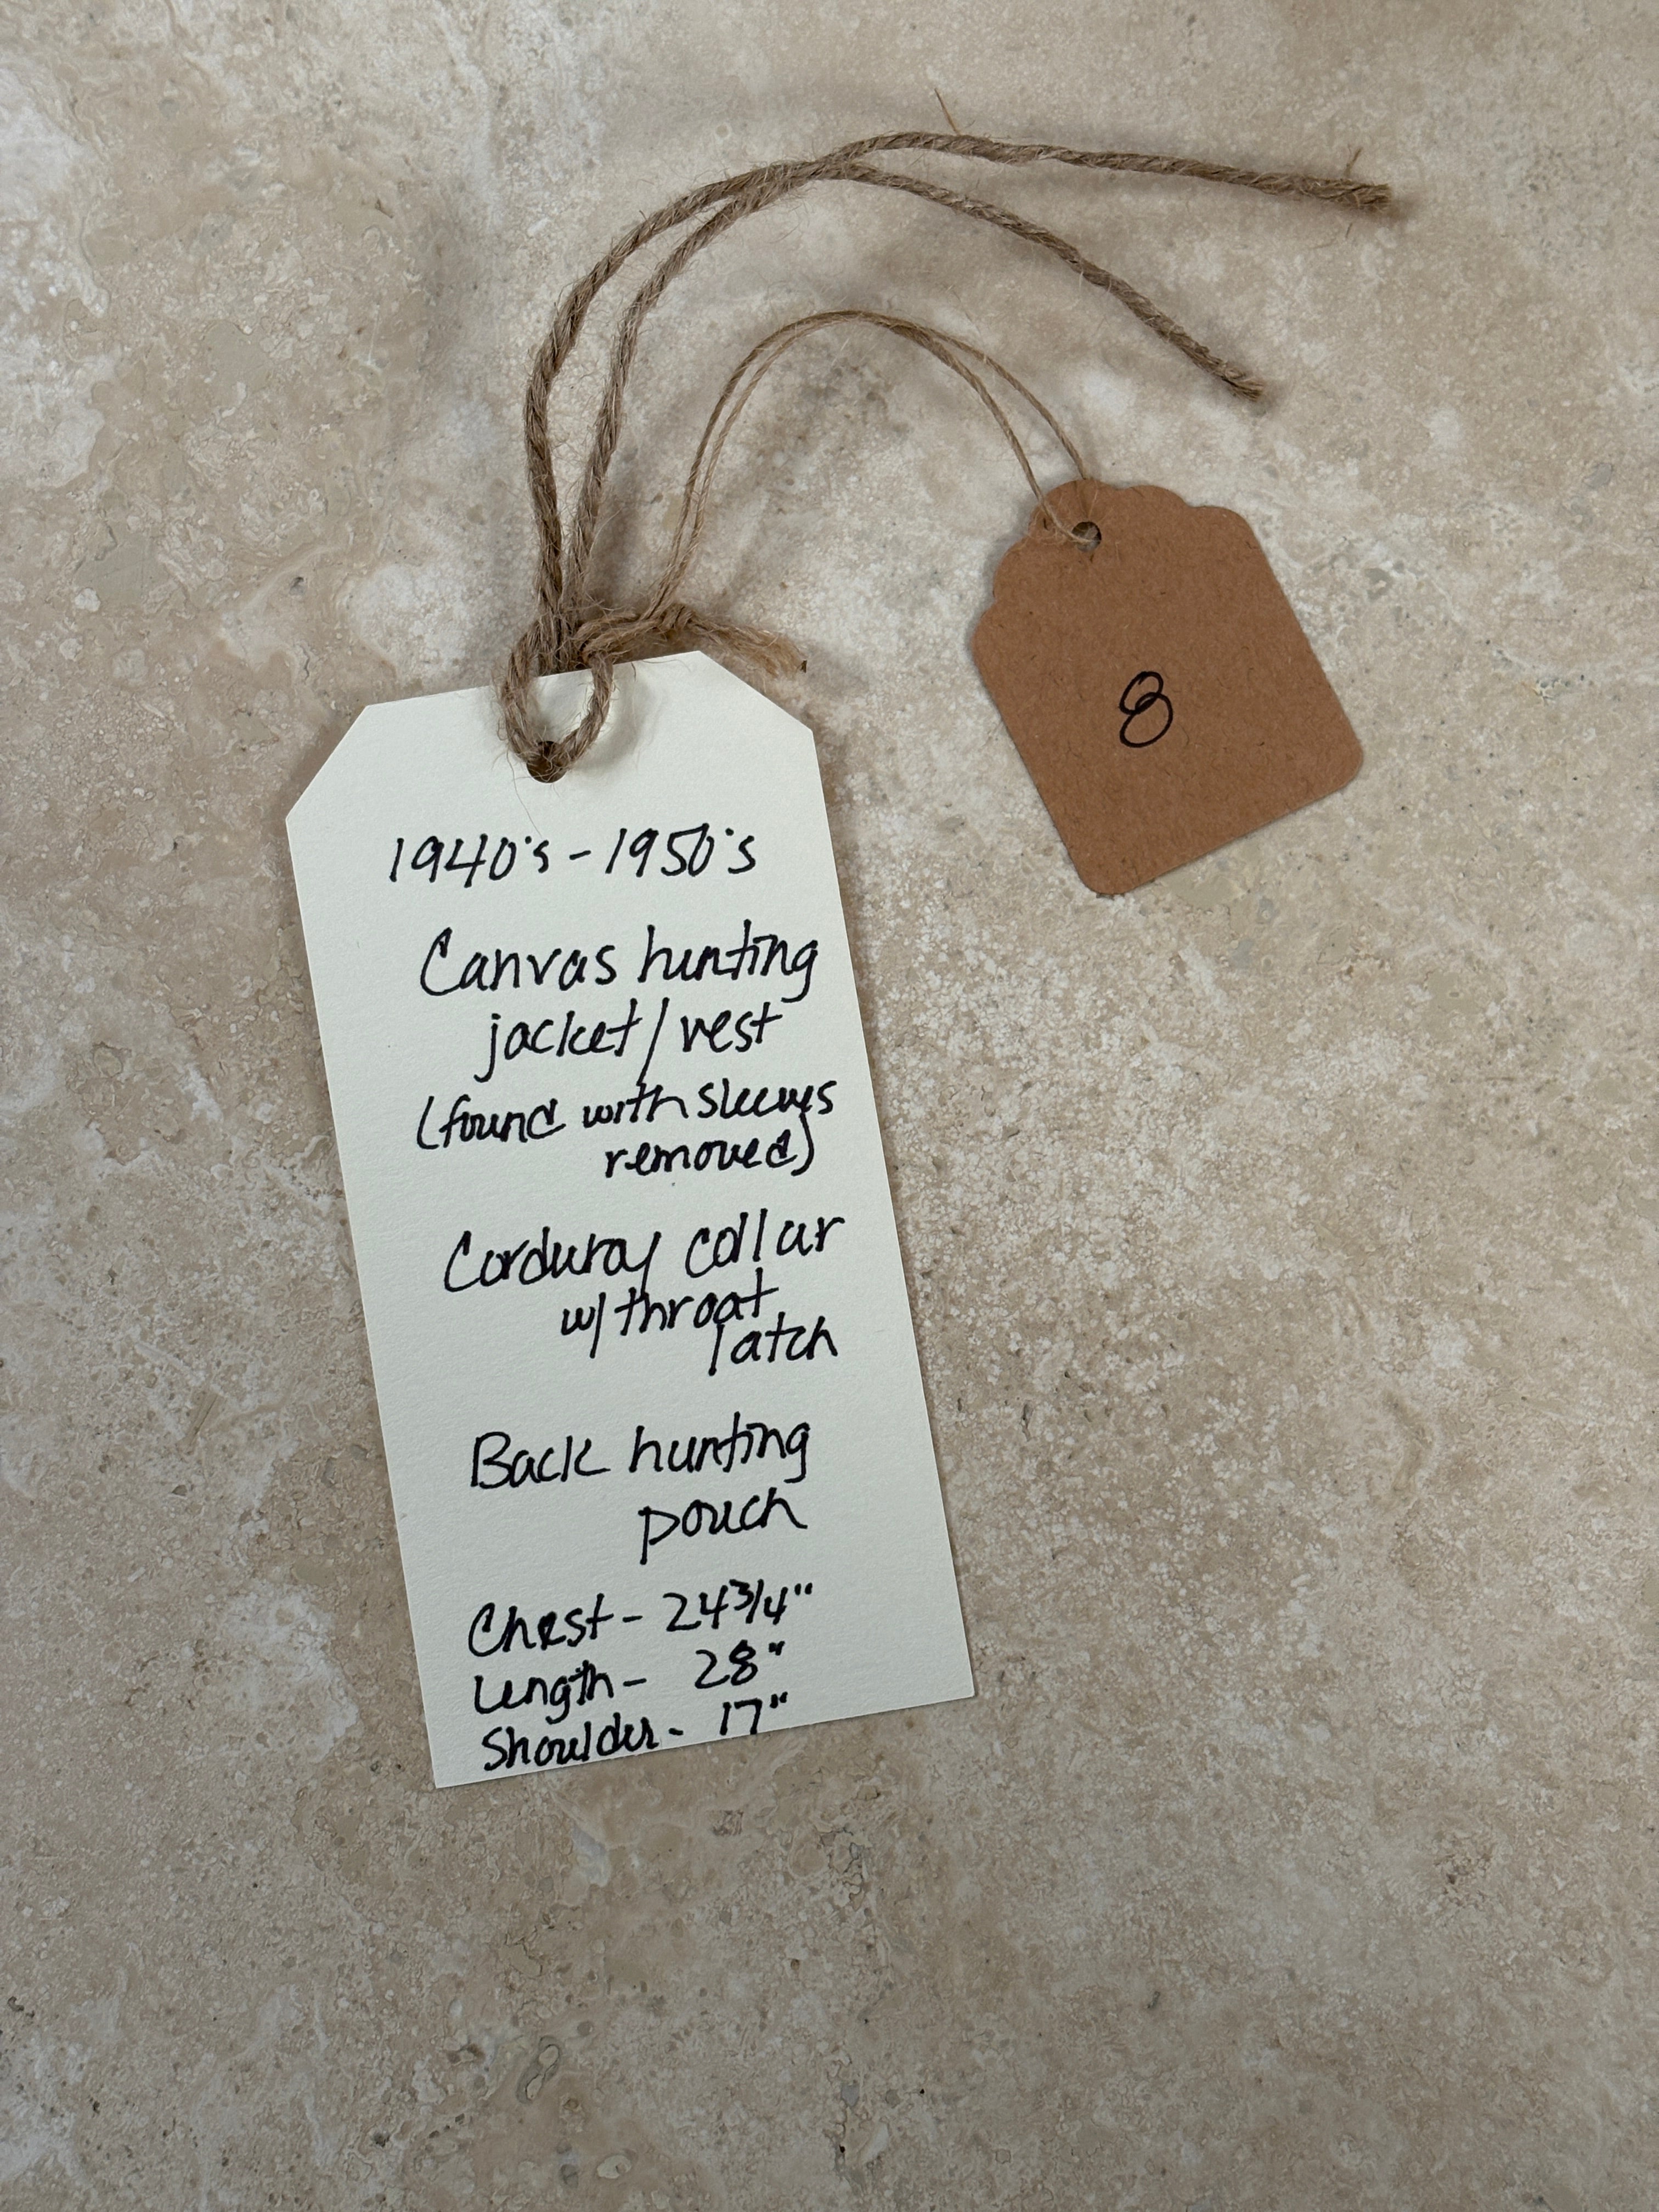 8
1940's - 1950's
Canvas hunting
jacket/vest
(found with sleeves
removed)
Corduroy collar
w/throat
latch
Back hunting
pouch
Chest - 24 3/4"
Length - 28"
Shoulder - 17"